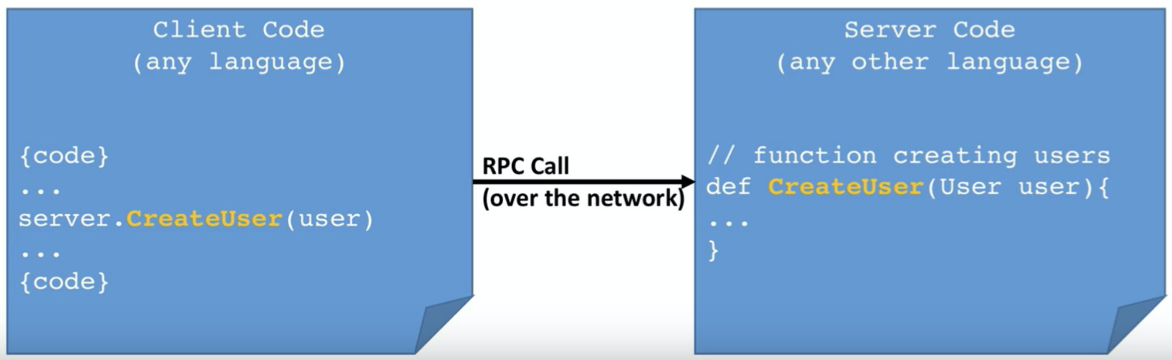 Client Code
(any language)
{code}
...
server.CreateUser(user)
...
{code}
RPC Call
(over the network)
Server Code
(any other language)
// function creating users
def CreateUser(User user){
...
}